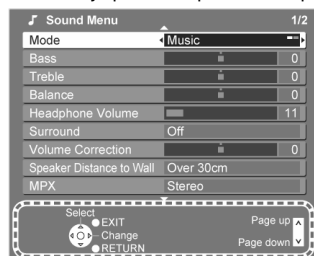 Sound Menu 1/2
Mode Music
Bass 0
Treble 0
Balance 0
Headphone Volume 11
Surround Off
Volume Correction 0
Speaker Distance to Wall Over 30cm
MPX Stereo
Select
EXIT
Change
RETURN
Page up
Page down